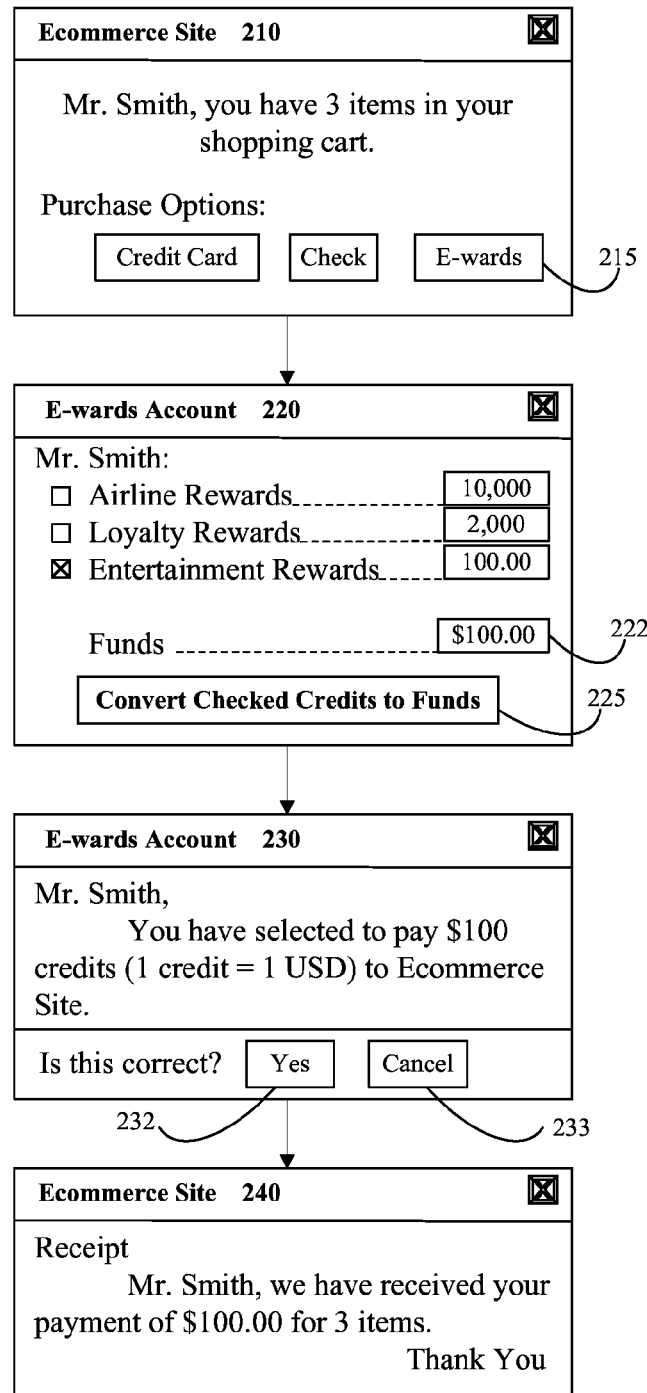 Ecommerce Site 210
Mr. Smith, you have 3 items in your
shopping cart.
Purchase Options:
Credit Card Check E-wards 215
E-wards Account 220
Mr. Smith:
Airline Rewards 10,000
Loyalty Rewards 2,000
Entertainment Rewards 100.00
Funds $100.00 222
Convert Checked Credits to Funds 225
E-wards Account 230
Mr. Smith,
You have selected to pay $100
credits (1 credit = 1 USD) to Ecommerce
Site.
Is this correct? Yes Cancel
232 233
Ecommerce Site 240
Receipt
Mr. Smith, we have received your
payment of $100.00 for 3 items.
Thank You